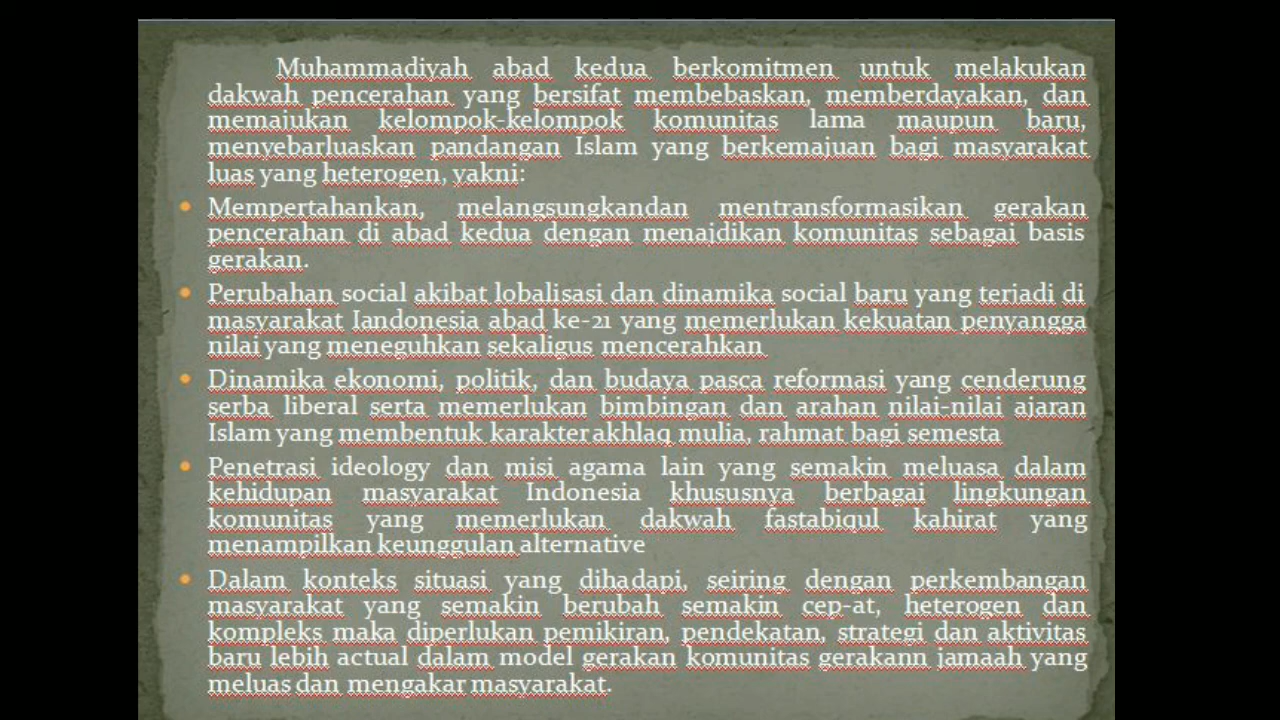 Muhammadiyah abad kedua berkomitmen untuk melakukan
dakwah pencerahan yang bersifat membebaskan, memberdayakan, dan
memajukan kelompok-kelompok komunitas lama maupun baru,
menyebarluaskan pandangan Islam yang berkemajuan bagi masyarakat
luas yang heterogen, yakni:
• Mempertahankan, melangsungkandan mentransformasikan gerakan
pencerahan di abad kedua dengan menajdikan komunitas sebagai basis
gerakan.
• Perubahan social akibat lobalisasi dan dinamika social baru yang terjadi di
masyarakat Iandonesia abad ke-21 yang memerlukan kekuatan penyangga
nilai yang meneguhkan sekaligus mencerahkan
• Dinamika ekonomi, politik, dan budaya pasca reformasi yang cenderung
serba liberal serta memerlukan bimbingan dan arahan nilai-nilai ajaran
Islam yang membentuk karakter akhlaq mulia, rahmat bagi semesta
• Penetrasi ideology dan misi agama lain yang semakin meluasa dalam
kehidupan masyarakat Indonesia khususnya berbagai lingkungan
komunitas yang memerlukan dakwah fastabiqul kahirat yang
menampilkan keunggulan alternative
• Dalam konteks situasi yang dihadapi, seiring dengan perkembangan
masyarakat yang semakin berubah semakin cep-at, heterogen dan
kompleks maka diperlukan pemikiran, pendekatan, strategi dan aktivitas
baru lebih actual dalam model gerakan komunitas gerakann jamaah yang
meluas dan mengakar masyarakat.